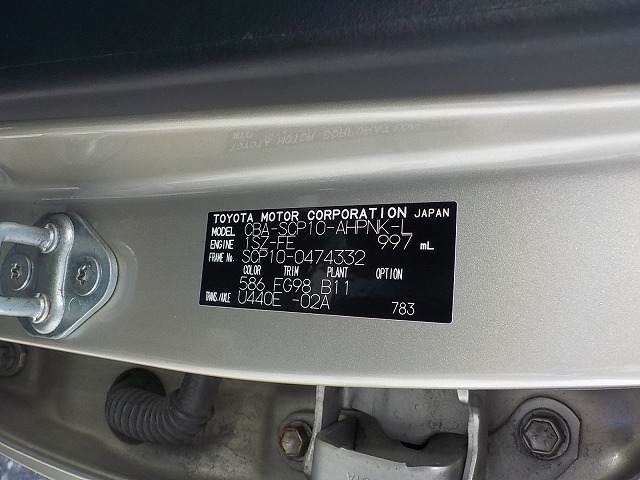 TOYOTA MOTOR CORPORATION JAPAN
MODEL CBA-SCP10-AHPNK-L
ENGINE 1SZ-FE 997 mL
FRAME No. SCP10-0474332
COLOR TRIM PLANT OPTION
586 FG98 B11
TRANS/AXLE U440E -02A
783